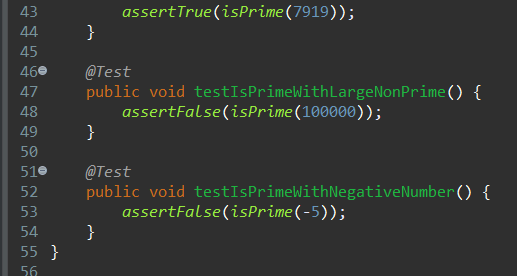 43 assertTrue(isPrime(7919));
44 }
45
46 @Test
47 public void testIsPrimeWithLargeNonPrime() {
48 assertFalse(isPrime(100000));
49 }
50
51 @Test
52 public void testIsPrimeWithNegativeNumber() {
53 assertFalse(isPrime(-5));
54 }
55 }
56